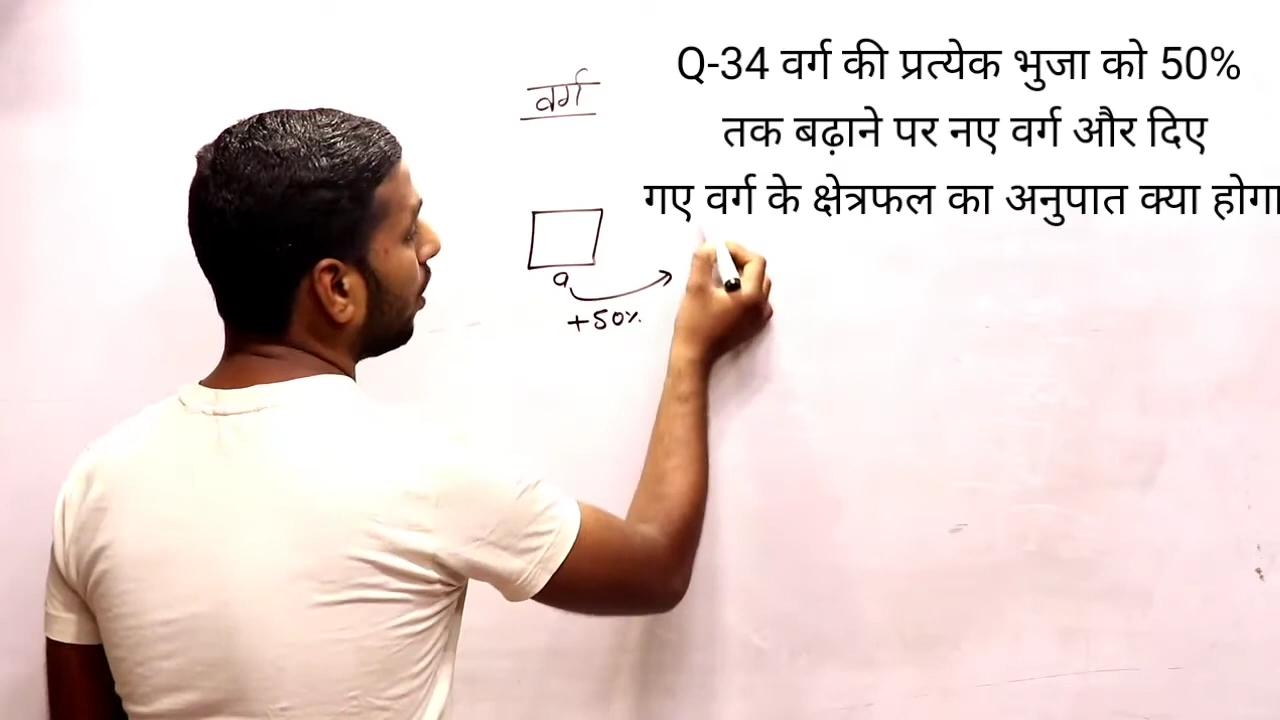 Q-34 वर्ग की प्रत्येक भुजा को 50%
तक बढ़ाने पर नए वर्ग और दिए
गए वर्ग के क्षेत्रफल का अनुपात क्या होगा
वर्ग
a
+50%